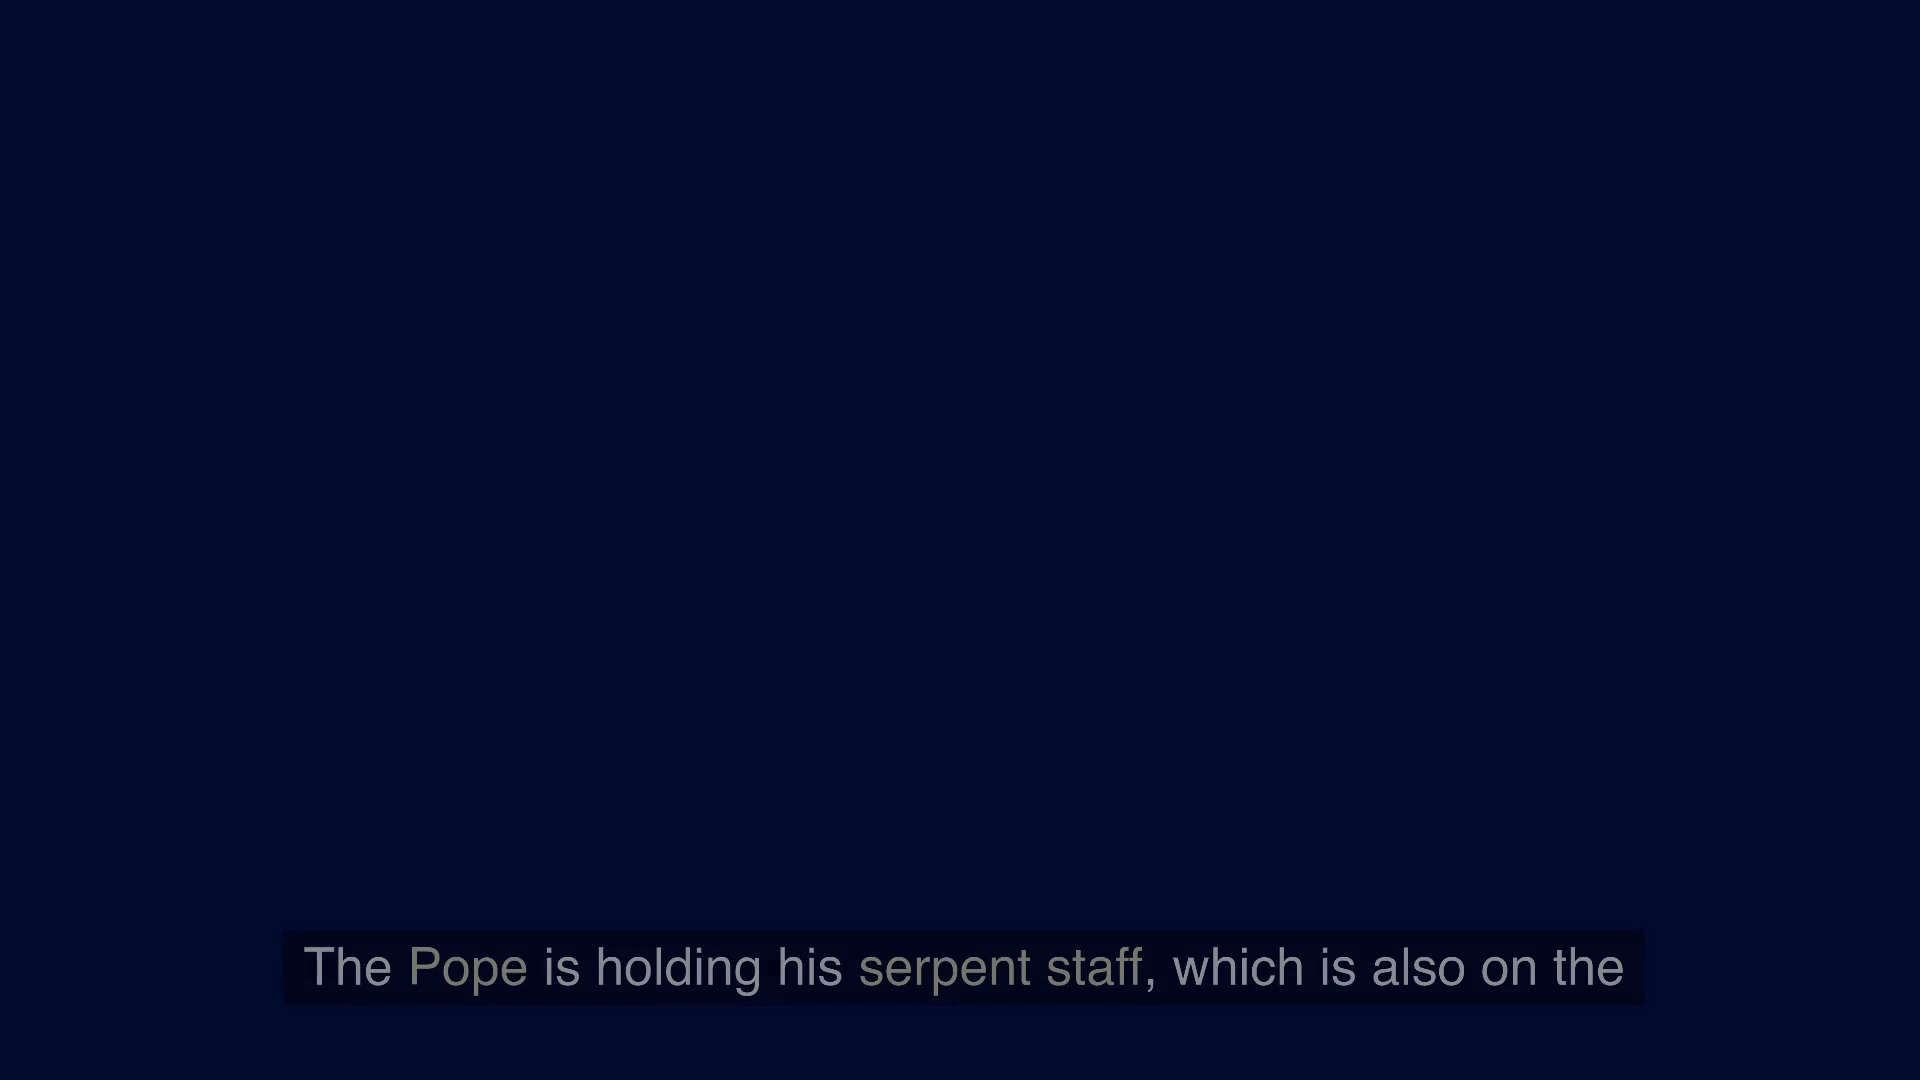 The Pope is holding his serpent staff, which is also on the